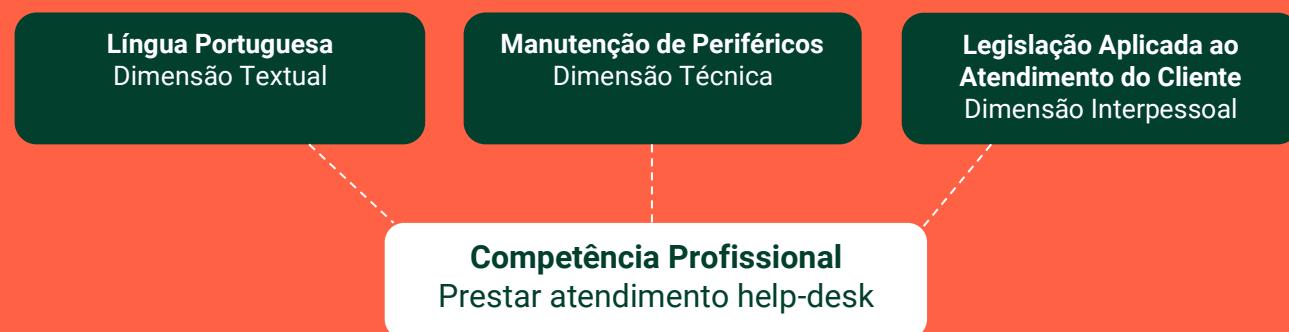 Língua Portuguesa
Dimensão Textual
Manutenção de Periféricos
Dimensão Técnica
Legislação Aplicada ao
Atendimento do Cliente
Dimensão Interpessoal
Competência Profissional
Prestar atendimento help-desk